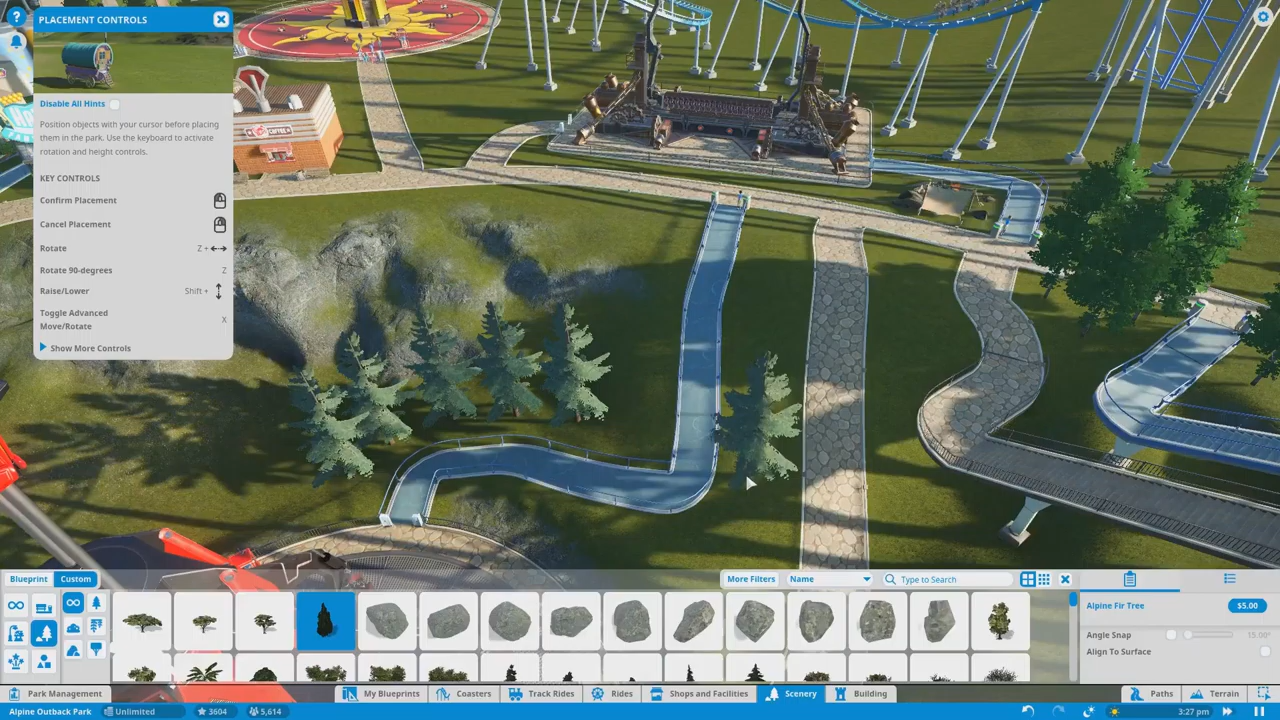 PLACEMENT CONTROLS
Disable All Hints
Position objects with your cursor before placing
them in the park. Use the keyboard to activate
rotation and height controls.
KEY CONTROLS
Confirm Placement
Cancel Placement
Rotate Z +
Rotate 90-degrees Z
Raise/Lower Shift +
Toggle Advanced
Move/Rotate X
Show More Controls
COFFEE
Blueprint Custom More Filters Name Type to Search
Alpine Fir Tree $5.00
Angle Snap 15.00°
Align To Surface
Park Management My Blueprints Coasters Track Rides Rides Shops and Facilities Scenery Building Paths Terrain
Alpine Outback Park Unlimited 3604 5,614 3:27 pm